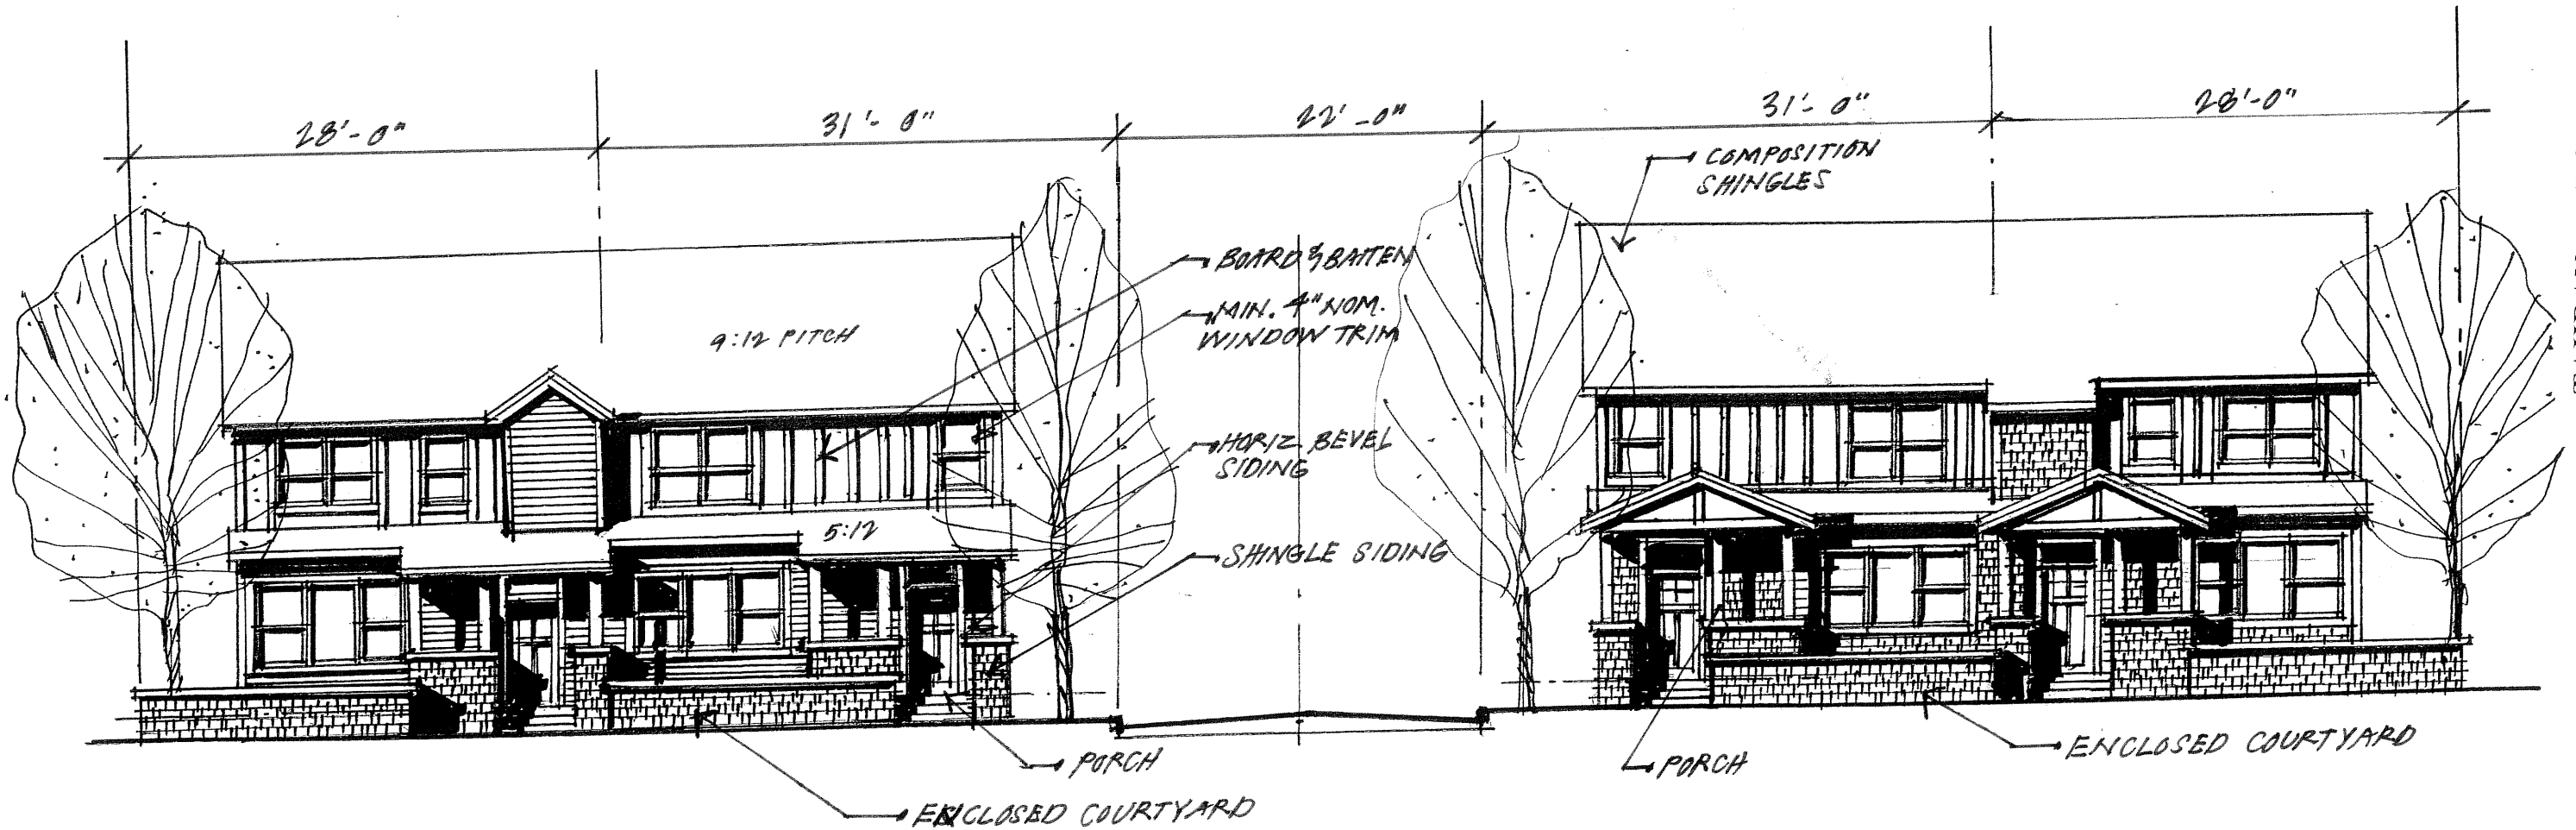 28'-0"
31'-0"
22'-0"
31'-0"
28'-0"
COMPOSITION
SHINGLES
BOARD & BATTEN
MIN. 4" NOM.
WINDOW TRIM
9:12 PITCH
HORIZ BEVEL
SIDING
5:12
SHINGLE SIDING
PORCH
ENCLOSED COURTYARD
PORCH
ENCLOSED COURTYARD